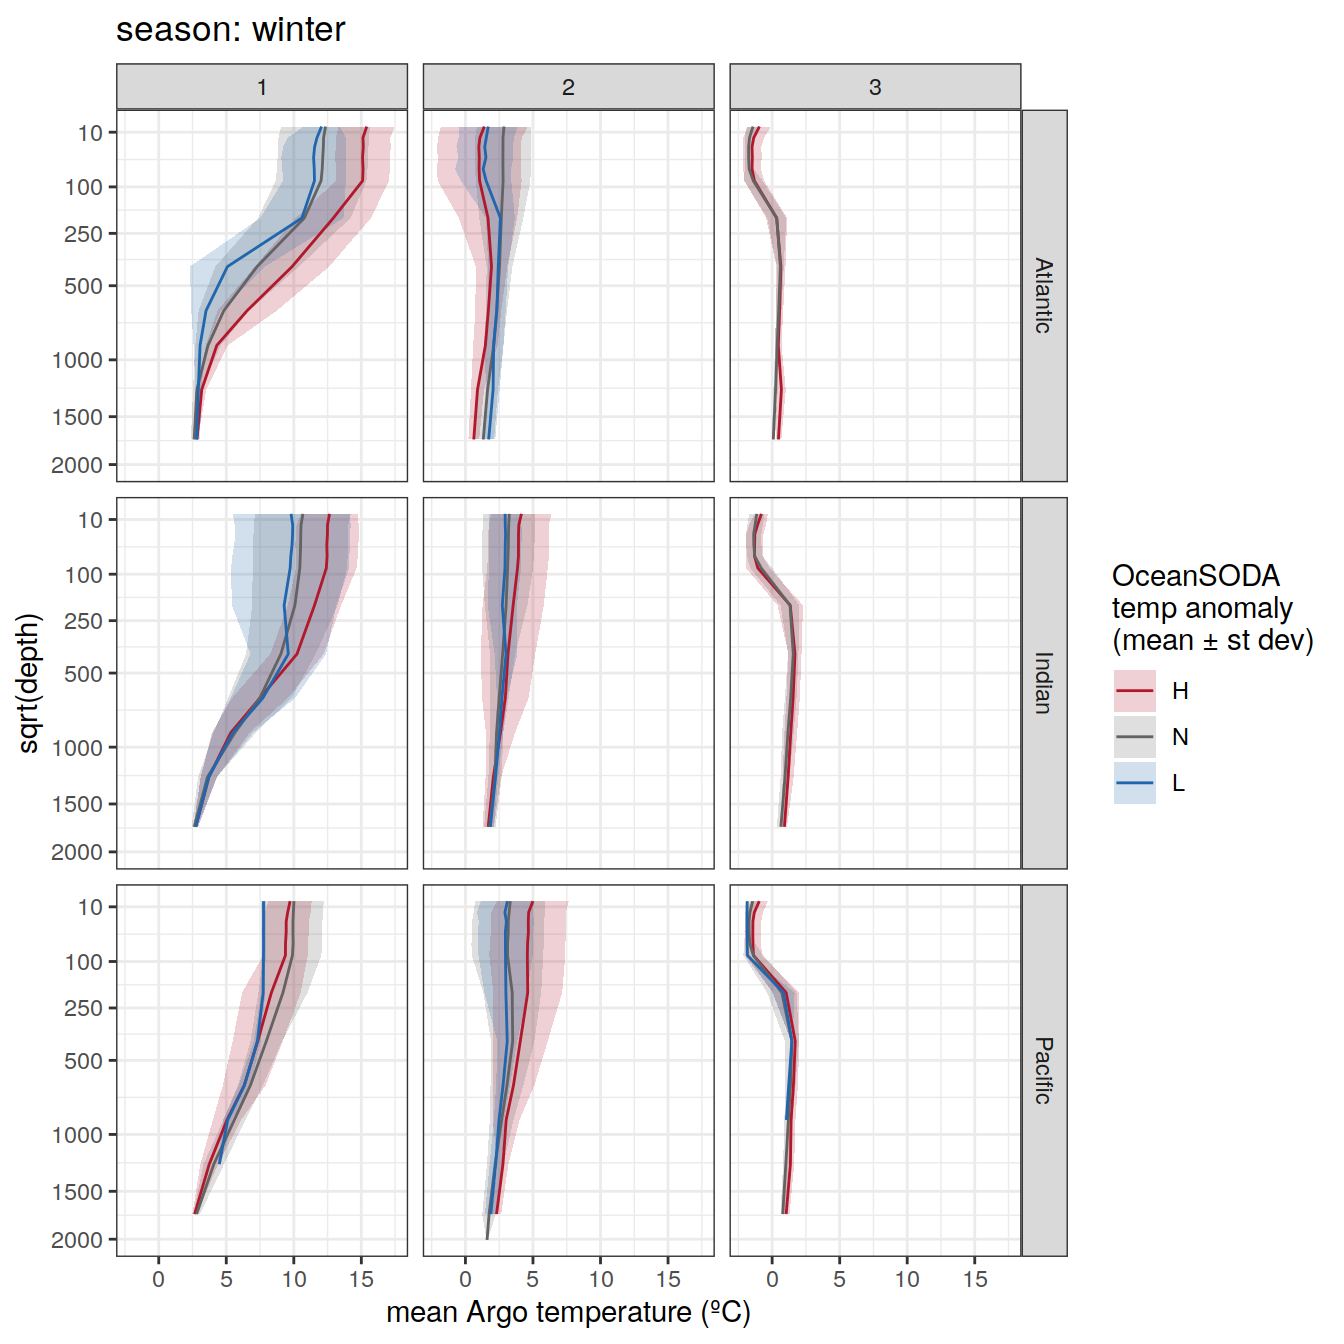 season: winter
1
2
3
10
100
250
500
1000
1500
2000
Atlantic
10
100
250
500
1000
1500
2000
Indian
10
100
250
500
1000
1500
2000
Pacific
sqrt(depth)
0 5 10 15
0 5 10 15
0 5 10 15
mean Argo temperature (ºC)
OceanSODA
temp anomaly
(mean ± st dev)
H
N
L